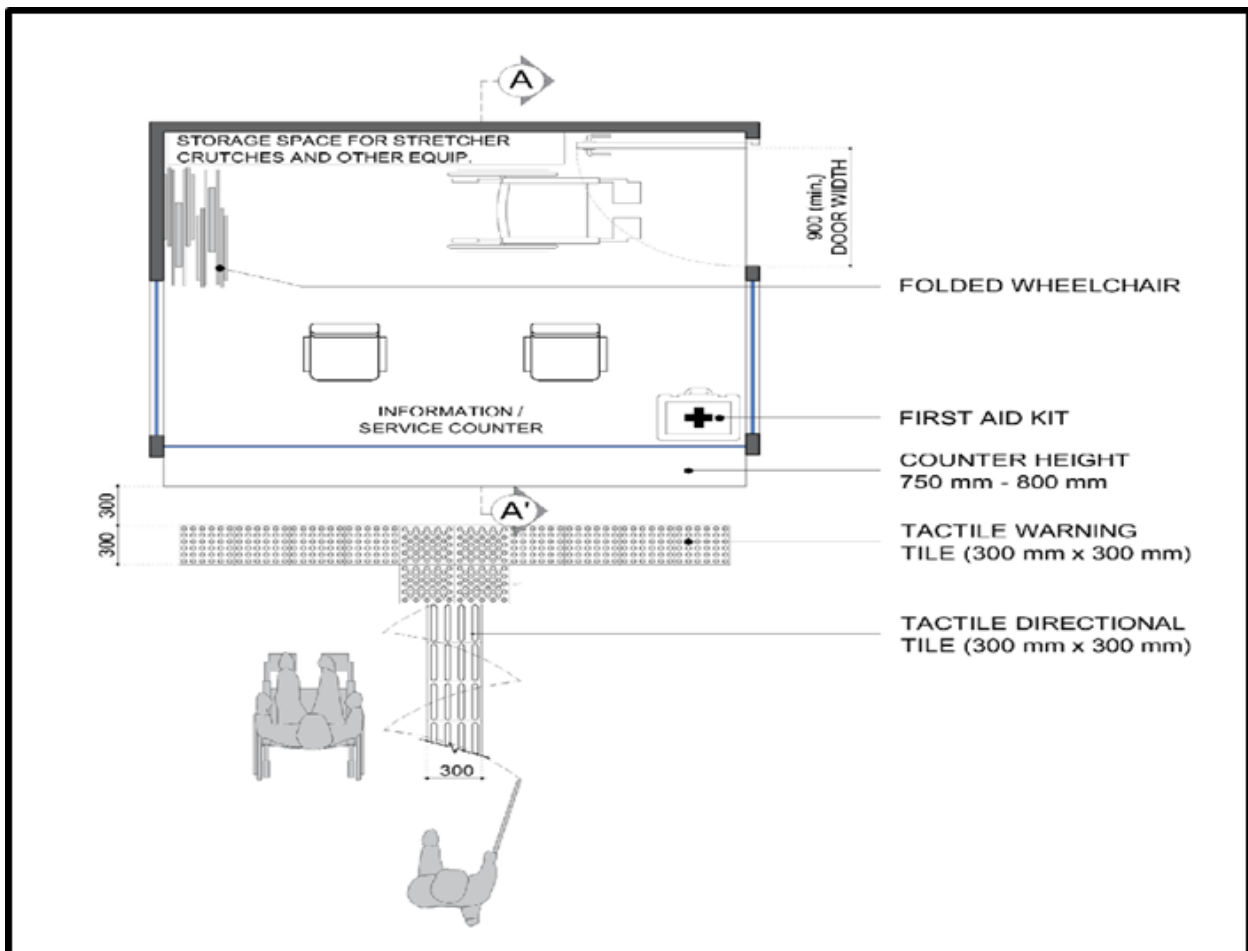 A
STORAGE SPACE FOR STRETCHER
CRUTCHES AND OTHER EQUIP.
900 (min.)
DOOR WIDTH
FOLDED WHEELCHAIR
INFORMATION /
SERVICE COUNTER
FIRST AID KIT
COUNTER HEIGHT
750 mm - 800 mm
A'
300
300
TACTILE WARNING
TILE (300 mm x 300 mm)
TACTILE DIRECTIONAL
TILE (300 mm x 300 mm)
300